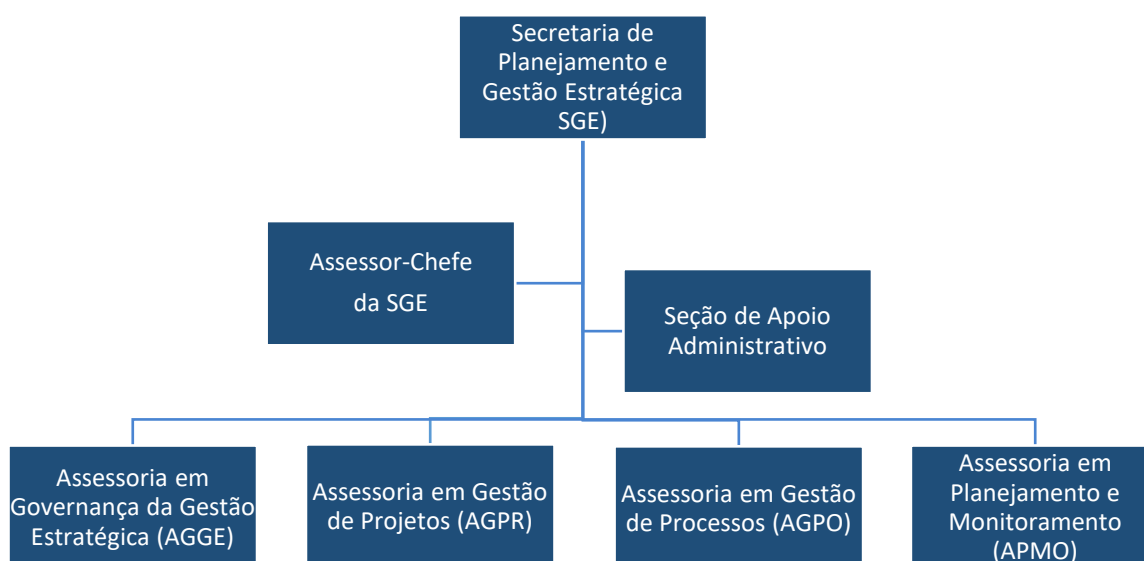 Secretaria de
Planejamento e
Gestão Estratégica
SGE)
Assessor-Chefe
da SGE
Seção de Apoio
Administrativo
Assessoria em
Governança da Gestão
Estratégica (AGGE)
Assessoria em Gestão
de Projetos (AGPR)
Assessoria em Gestão
de Processos (AGPO)
Assessoria em
Planejamento e
Monitoramento
(APMO)